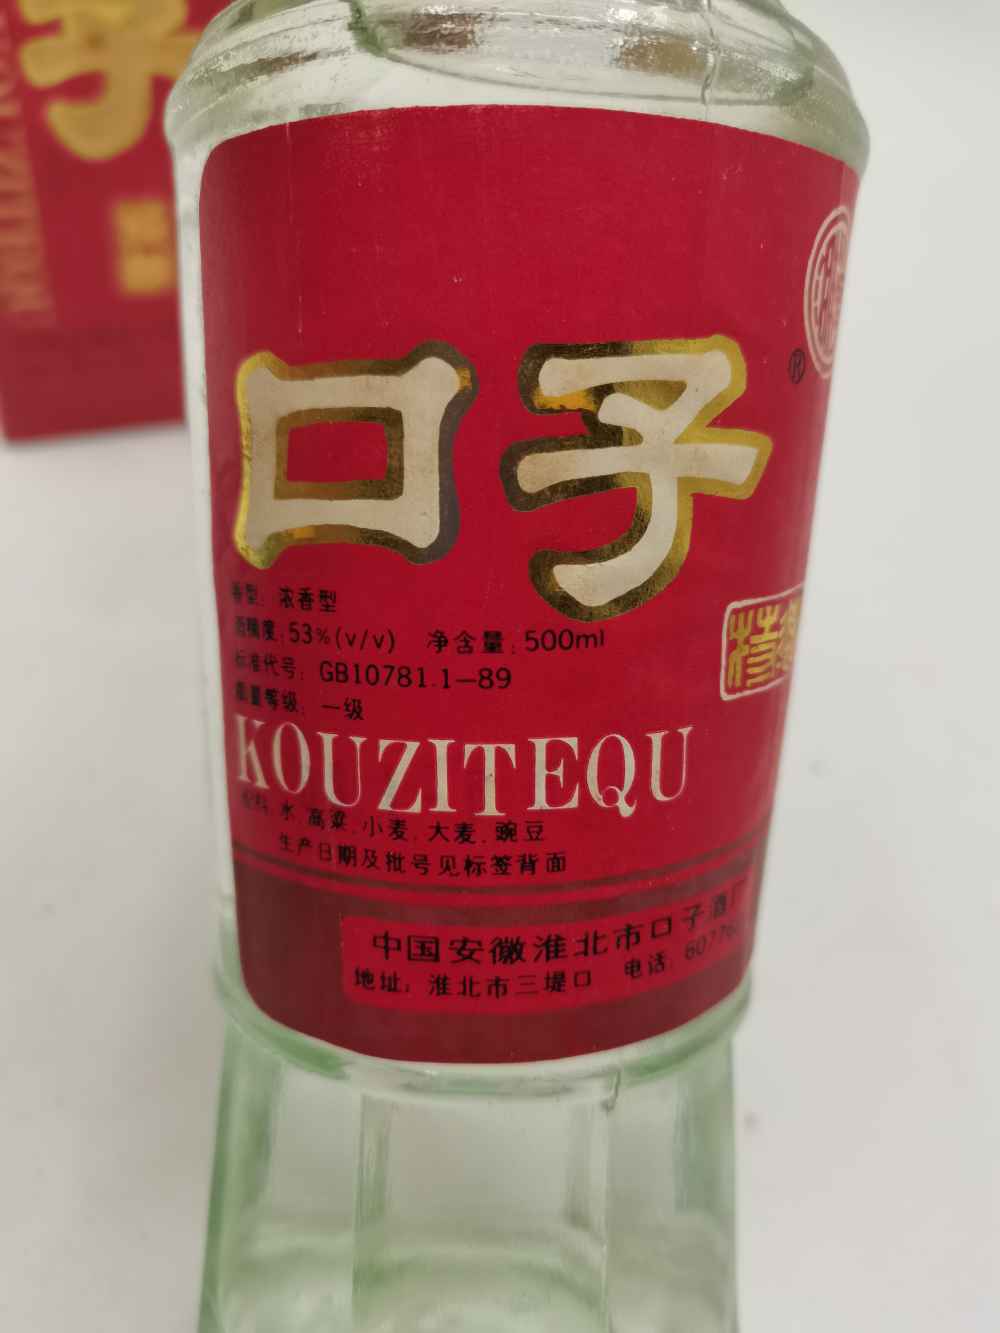 子
口子
®
香型: 浓香型
酒精度: 53%(v/v) 净含量: 500ml
标准代号: GB10781.1—89
质量等级: 一级
特
KOUZITEQU
水.高粱.小麦.大麦.豌豆
生产日期及批号见标签背面
中国安徽淮北市口子酒厂
地址: 淮北市三堤口 电话: 60776